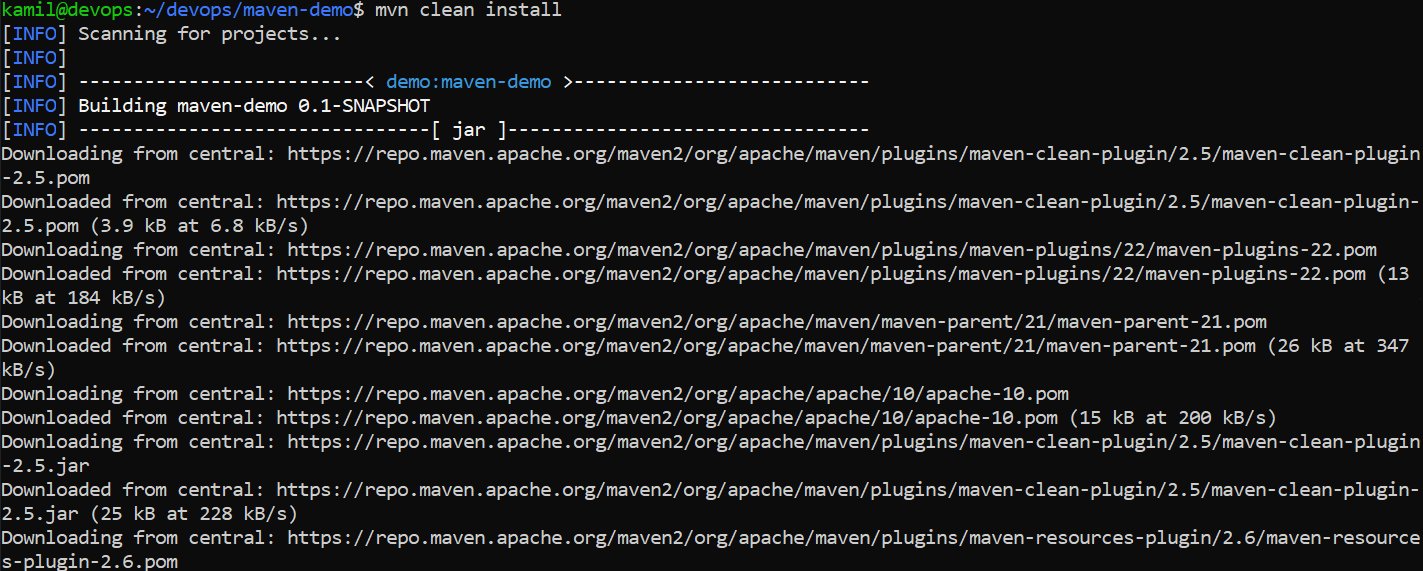 kamil@devops:~/devops/maven-demo$ mvn clean install
[INFO] Scanning for projects...
[INFO]
[INFO] --------------------------< demo:maven-demo >---------------------------
[INFO] Building maven-demo 0.1-SNAPSHOT
[INFO] --------------------------------[ jar ]---------------------------------
Downloading from central: https://repo.maven.apache.org/maven2/org/apache/maven/plugins/maven-clean-plugin/2.5/maven-clean-plugin
-2.5.pom
Downloaded from central: https://repo.maven.apache.org/maven2/org/apache/maven/plugins/maven-clean-plugin/2.5/maven-clean-plugin-
2.5.pom (3.9 kB at 6.8 kB/s)
Downloading from central: https://repo.maven.apache.org/maven2/org/apache/maven/plugins/maven-plugins/22/maven-plugins-22.pom
Downloaded from central: https://repo.maven.apache.org/maven2/org/apache/maven/plugins/maven-plugins/22/maven-plugins-22.pom (13
kB at 184 kB/s)
Downloading from central: https://repo.maven.apache.org/maven2/org/apache/maven/maven-parent/21/maven-parent-21.pom
Downloaded from central: https://repo.maven.apache.org/maven2/org/apache/maven/maven-parent/21/maven-parent-21.pom (26 kB at 347
kB/s)
Downloading from central: https://repo.maven.apache.org/maven2/org/apache/apache/10/apache-10.pom
Downloaded from central: https://repo.maven.apache.org/maven2/org/apache/apache/10/apache-10.pom (15 kB at 200 kB/s)
Downloading from central: https://repo.maven.apache.org/maven2/org/apache/maven/plugins/maven-clean-plugin/2.5/maven-clean-plugin
-2.5.jar
Downloaded from central: https://repo.maven.apache.org/maven2/org/apache/maven/plugins/maven-clean-plugin/2.5/maven-clean-plugin-
2.5.jar (25 kB at 228 kB/s)
Downloading from central: https://repo.maven.apache.org/maven2/org/apache/maven/plugins/maven-resources-plugin/2.6/maven-resource
s-plugin-2.6.pom